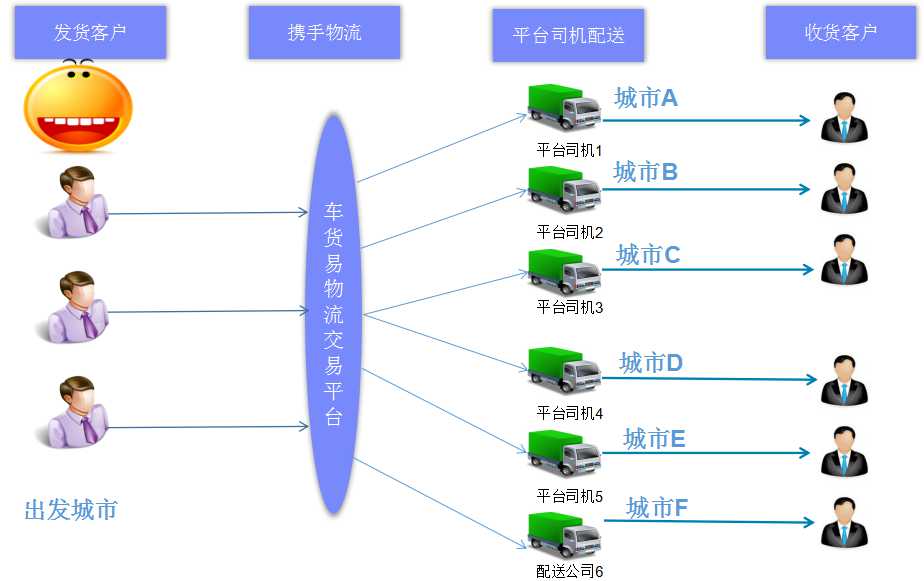 发货客户
携手物流
平台司机配送
收货客户
城市A
平台司机1
城市B
平台司机2
城市C
平台司机3
车货易物流交易平台
城市D
平台司机4
城市E
平台司机5
城市F
配送公司6
出发城市